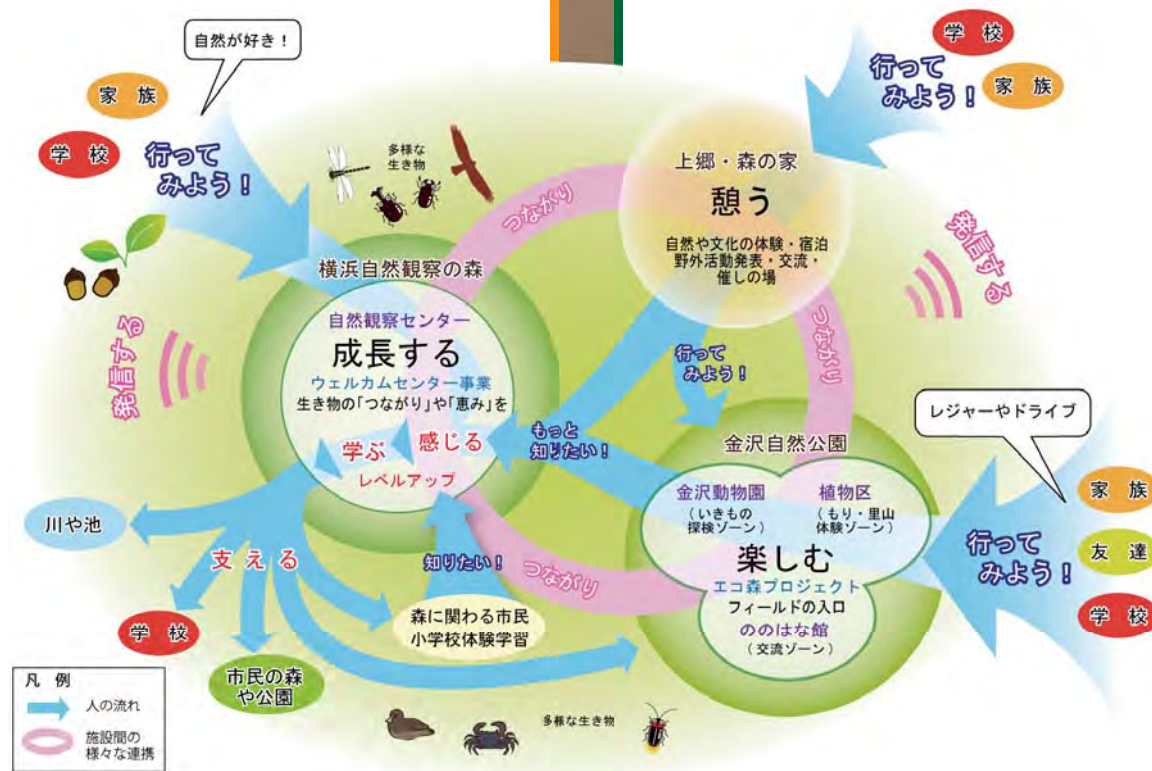 自然が好き！
家 族
学 校
行って
みよう！
多様な
生き物
つながり
学 校
行って
みよう！
家 族
上郷・森の家
憩う
自然や文化の体験・宿泊
野外活動発表・交流・
催しの場
発信する
横浜自然観察の森
自然観察センター
成長する
ウェルカムセンター事業
生き物の「つながり」や「恵み」を
学ぶ
感じる
レベルアップ
発信する
行って
みよう！
つながり
もっと
知りたい！
レジャーやドライブ
金沢自然公園
金沢動物園
（いきもの
探検ゾーン）
植物区
（もり・里山
体験ゾーン）
楽しむ
エコ森プロジェクト
フィールドの入口
ののはな館
（交流ゾーン）
行って
みよう！
家 族
友 達
学 校
川や池
支える
知りたい！
つながり
森に関わる市民
小学校体験学習
学 校
市民の森
や公園
多様な生き物
凡 例
人の流れ
施設間の
様々な連携